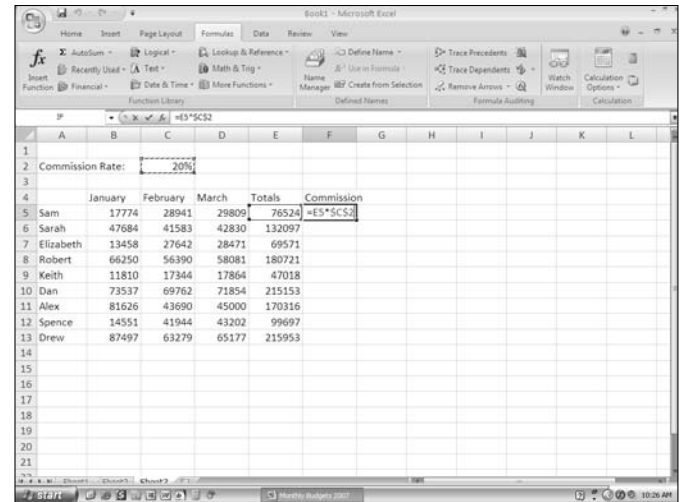 Book1 - Microsoft Excel
Home Insert Page Layout Formulas Data Review View
Insert Function
Σ AutoSum
Recently Used
Financial
Logical
Text
Date & Time
Lookup & Reference
Math & Trig
More Functions
Function Library
Name Manager
Define Name
Use in Formula
Create from Selection
Defined Names
Trace Precedents
Trace Dependents
Remove Arrows
Formula Auditing
Watch Window
Calculation Options
Calculation
IF fx =E5*$C$2
A B C D E F G H I J K L
1
2 Commission Rate: 20%
3
4 January February March Totals Commission
5 Sam 17774 28941 29809 76524 =E5*$C$2
6 Sarah 47684 41583 42830 132097
7 Elizabeth 13458 27642 28471 69571
8 Robert 66250 56390 58081 180721
9 Keith 11810 17344 17864 47018
10 Dan 73537 69762 71854 215153
11 Alex 81626 43690 45000 170316
12 Spence 14551 41944 43202 99697
13 Drew 87497 63279 65177 215953
14
15
16
17
18
19
20
21
Sheet1 Sheet2 Sheet3
start Monthly Budgets 2007 10:26 AM